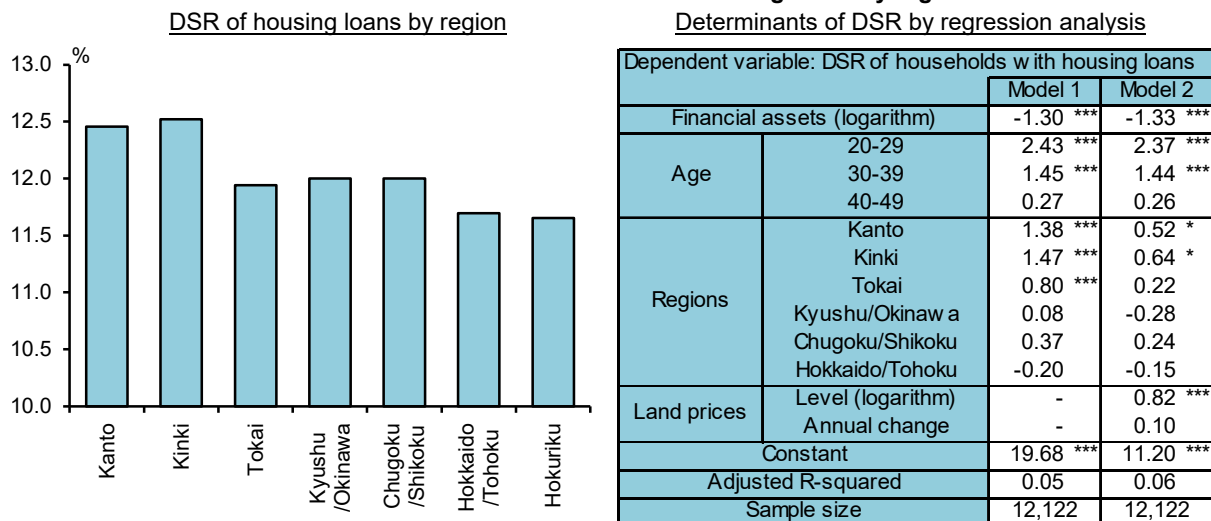 DSR of housing loans by region
%
13.0
12.5
12.0
11.5
11.0
10.5
10.0
Kanto
Kinki
Tokai
Kyushu
/Okinawa
Chugoku
/Shikoku
Hokkaido
/Tohoku
Hokuriku
Determinants of DSR by regression analysis
Dependent variable: DSR of households with housing loans
Model 1 Model 2
Financial assets (logarithm) -1.30 *** -1.33 ***
Age
20-29 2.43 *** 2.37 ***
30-39 1.45 *** 1.44 ***
40-49 0.27 0.26
Regions
Kanto 1.38 *** 0.52 *
Kinki 1.47 *** 0.64 *
Tokai 0.80 *** 0.22
Kyushu/Okinawa 0.08 -0.28
Chugoku/Shikoku 0.37 0.24
Hokkaido/Tohoku -0.20 -0.15
Land prices
Level (logarithm) - 0.82 ***
Annual change - 0.10
Constant 19.68 *** 11.20 ***
Adjusted R-squared 0.05 0.06
Sample size 12,122 12,122